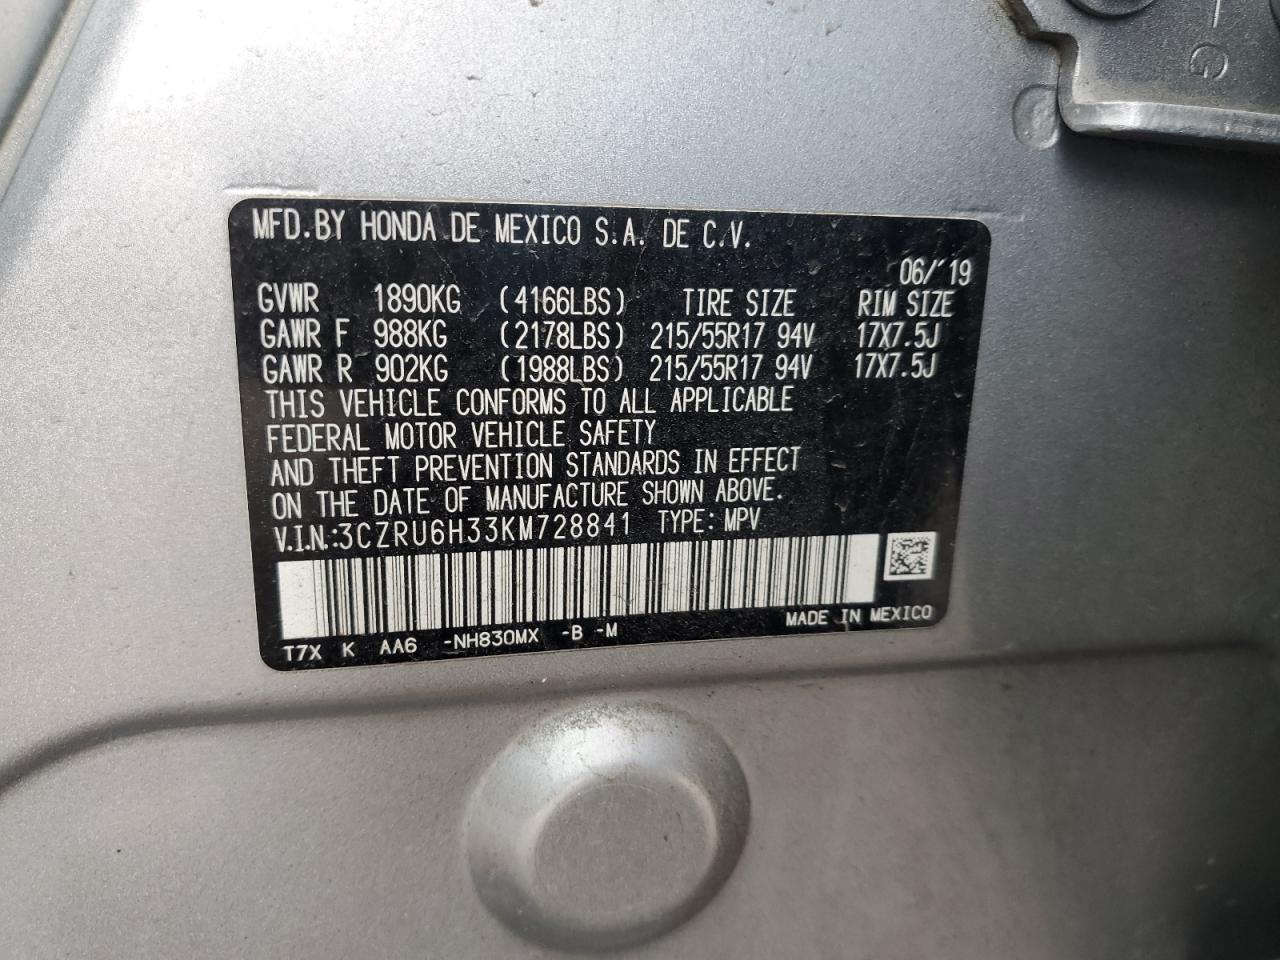 G
MFD.BY HONDA DE MEXICO S.A. DE C.V.
06/'19
GVWR 1890KG (4166LBS) TIRE SIZE RIM SIZE
GAWR F 988KG (2178LBS) 215/55R17 94V 17X7.5J
GAWR R 902KG (1988LBS) 215/55R17 94V 17X7.5J
THIS VEHICLE CONFORMS TO ALL APPLICABLE
FEDERAL MOTOR VEHICLE SAFETY
AND THEFT PREVENTION STANDARDS IN EFFECT
ON THE DATE OF MANUFACTURE SHOWN ABOVE.
V.I.N.:3CZRU6H33KM728841 TYPE: MPV
MADE IN MEXICO
T7X K AA6 -NH830MX -B -M